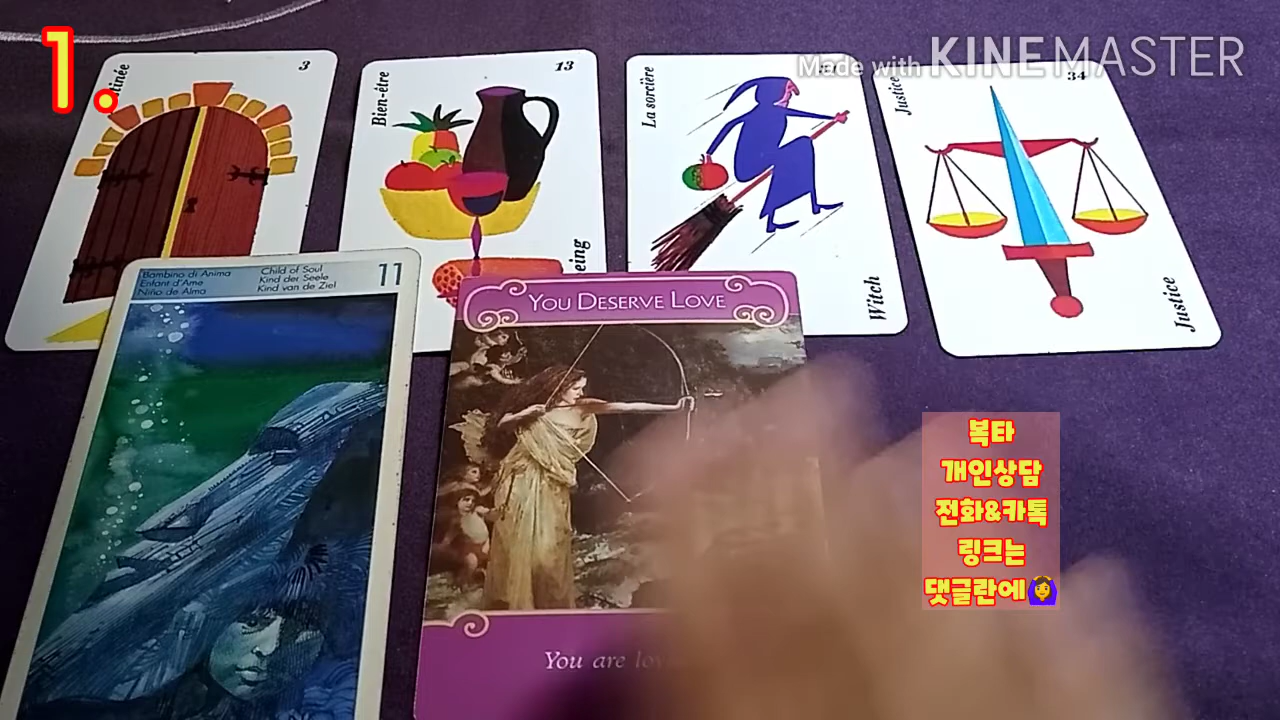 1.
3
13
Bien-être
La sorcière
Witch
Justice
34
Justice
Made with KINEMASTER
Bambino di Anima
Enfant d'Ame
Niño de Alma
Child of Soul
Kind der Seele
Kind van de Ziel
11
YOU DESERVE LOVE
You are
복타
개인상담
전화&카톡
링크는
댓글란에🙆‍♀️